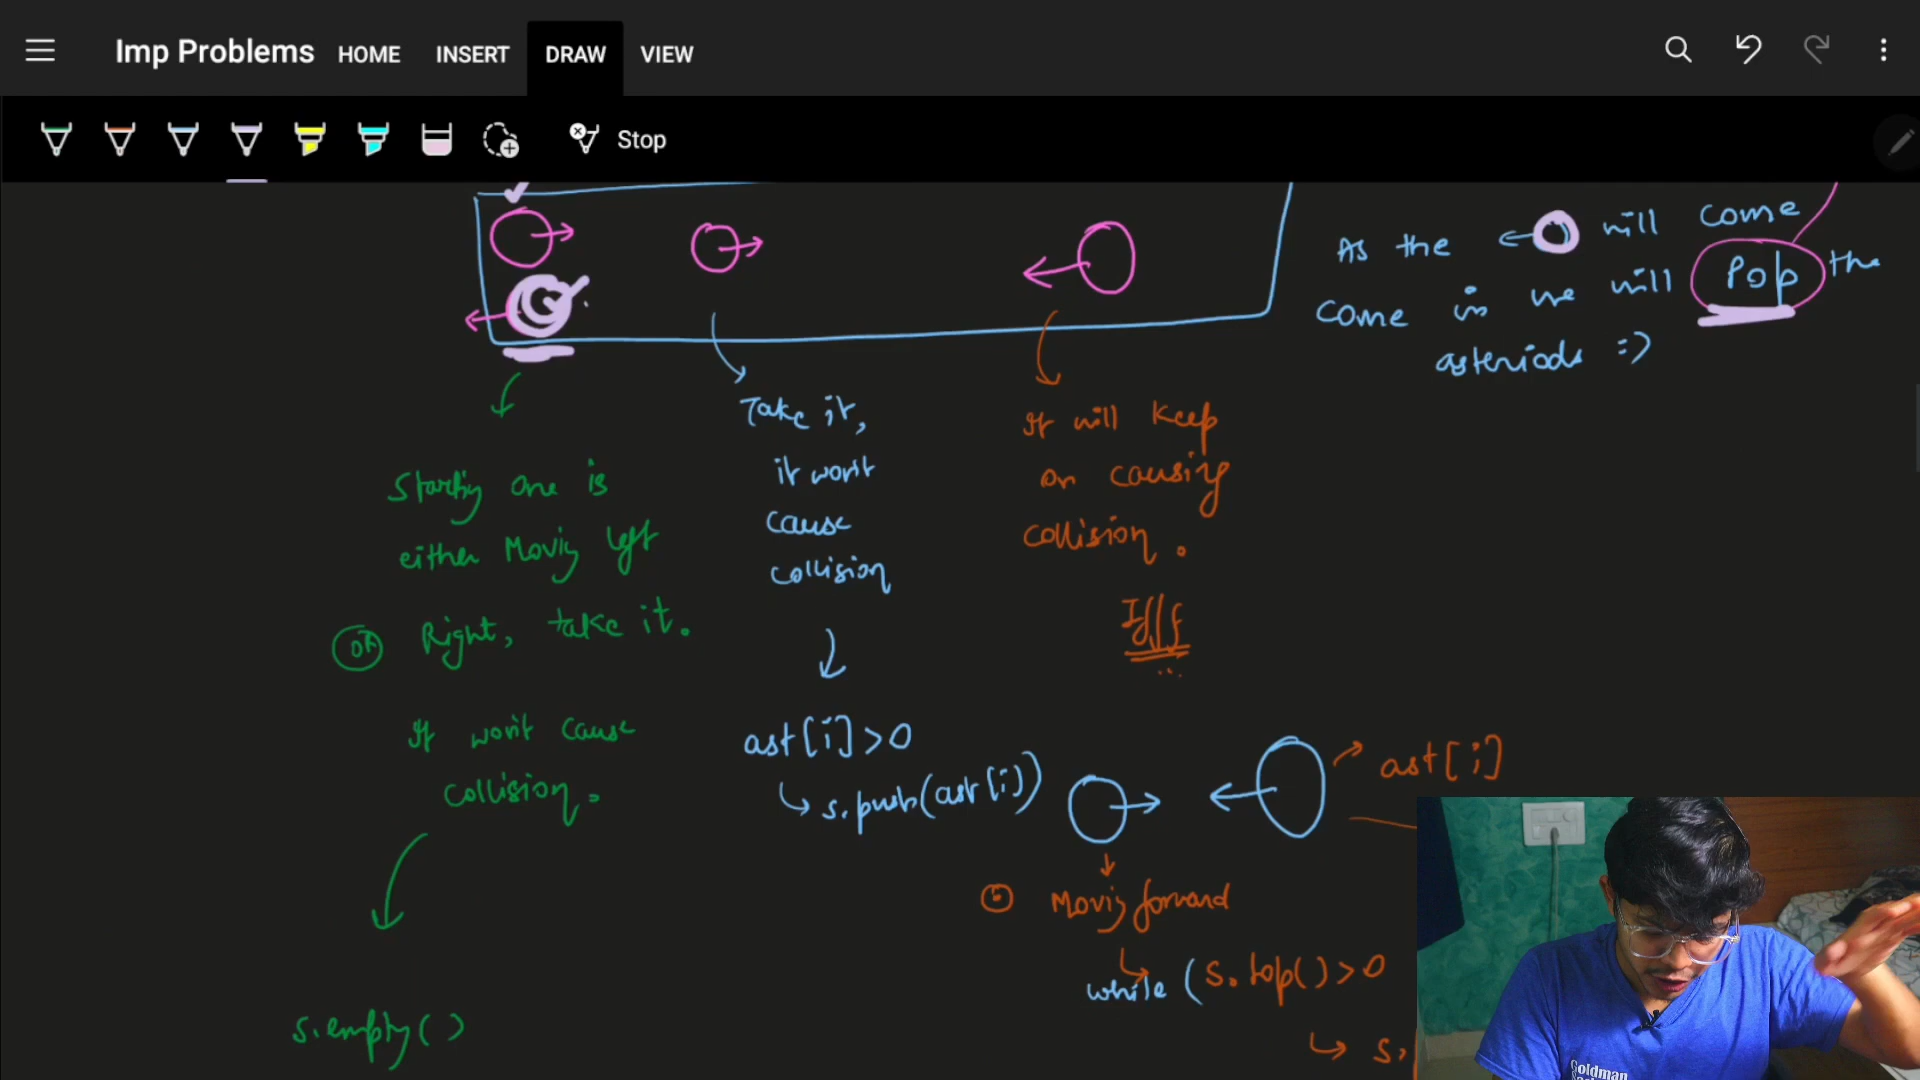 Imp Problems HOME INSERT DRAW VIEW
Stop
As the will come
come in we will Pop the
asteriods =>
Take it,
it won't
cause
collision
It will keep
on causing
collision.
Iff
Starting one is
either Moving left
OR Right, take it.
It won't cause
collision.
ast[i]>0
s.push(ast[i])
ast[i]
Moving forward
while (s.top()>0
s.
s.empty()
Goldman